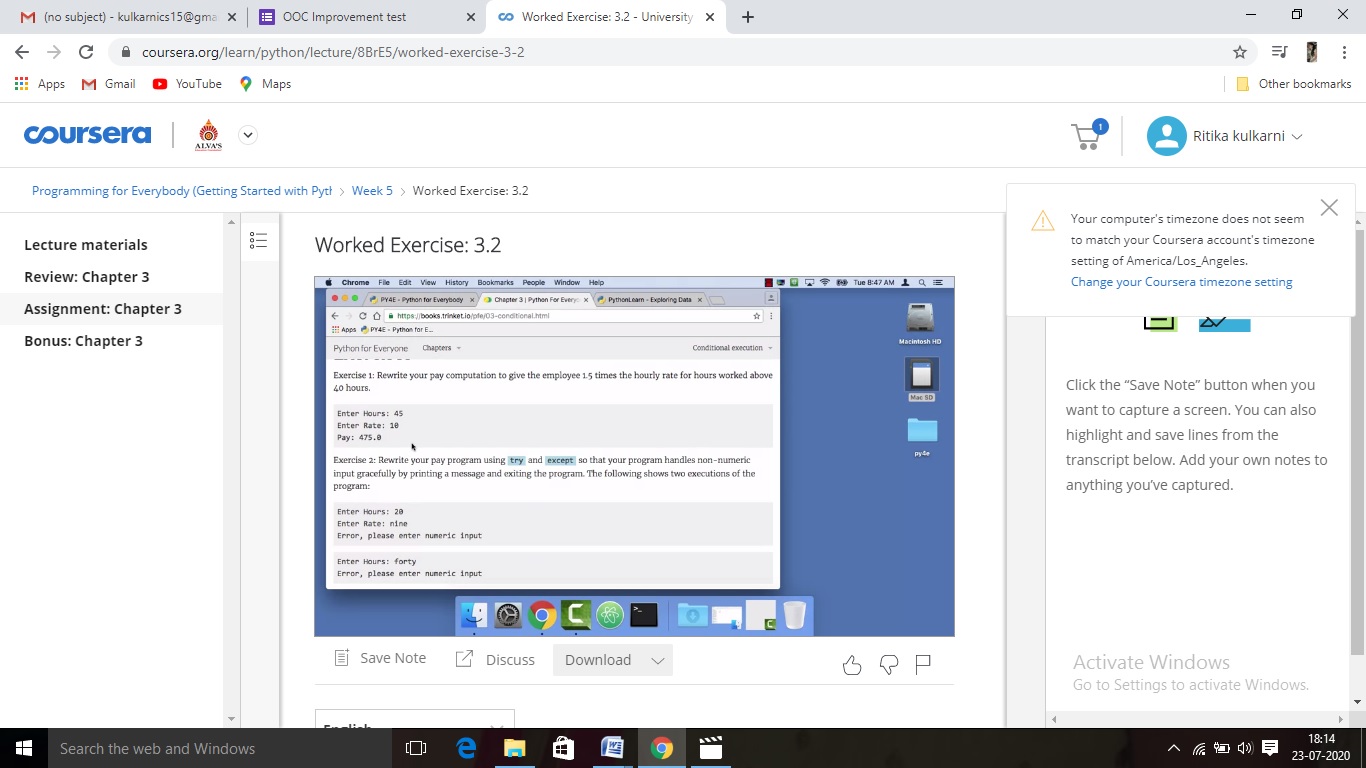 (no subject) - kulkarnics15@gma
OOC Improvement test
Worked Exercise: 3.2 - University
coursera.org/learn/python/lecture/8BrE5/worked-exercise-3-2
Apps
Gmail
YouTube
Maps
Other bookmarks
coursera
ALVA'S
1
Ritika kulkarni
Programming for Everybody (Getting Started with Pyth
Week 5
Worked Exercise: 3.2
Your computer's timezone does not seem
to match your Coursera account's timezone
setting of America/Los_Angeles.
Change your Coursera timezone setting
Lecture materials
Review: Chapter 3
Assignment: Chapter 3
Bonus: Chapter 3
Worked Exercise: 3.2
Chrome File Edit View History Bookmarks People Window Help
Tue 8:47 AM
PY4E - Python for Everybody
Chapter 3 | Python For Every
PythonLearn - Exploring Data
https://books.trinket.io/pfe/03-conditional.html
Apps
PY4E - Python for E...
Python for Everyone
Chapters
Conditional execution
Exercise 1: Rewrite your pay computation to give the employee 1.5 times the hourly rate for hours worked above
40 hours.
Enter Hours: 45
Enter Rate: 10
Pay: 475.0
Exercise 2: Rewrite your pay program using try and except so that your program handles non-numeric
input gracefully by printing a message and exiting the program. The following shows two executions of the
program:
Enter Hours: 20
Enter Rate: nine
Error, please enter numeric input
Enter Hours: forty
Error, please enter numeric input
Macintosh HD
Mac SD
py4e
Save Note
Discuss
Download
English
Click the “Save Note” button when you
want to capture a screen. You can also
highlight and save lines from the
transcript below. Add your own notes to
anything you’ve captured.
Activate Windows
Go to Settings to activate Windows.
Search the web and Windows
18:14
23-07-2020